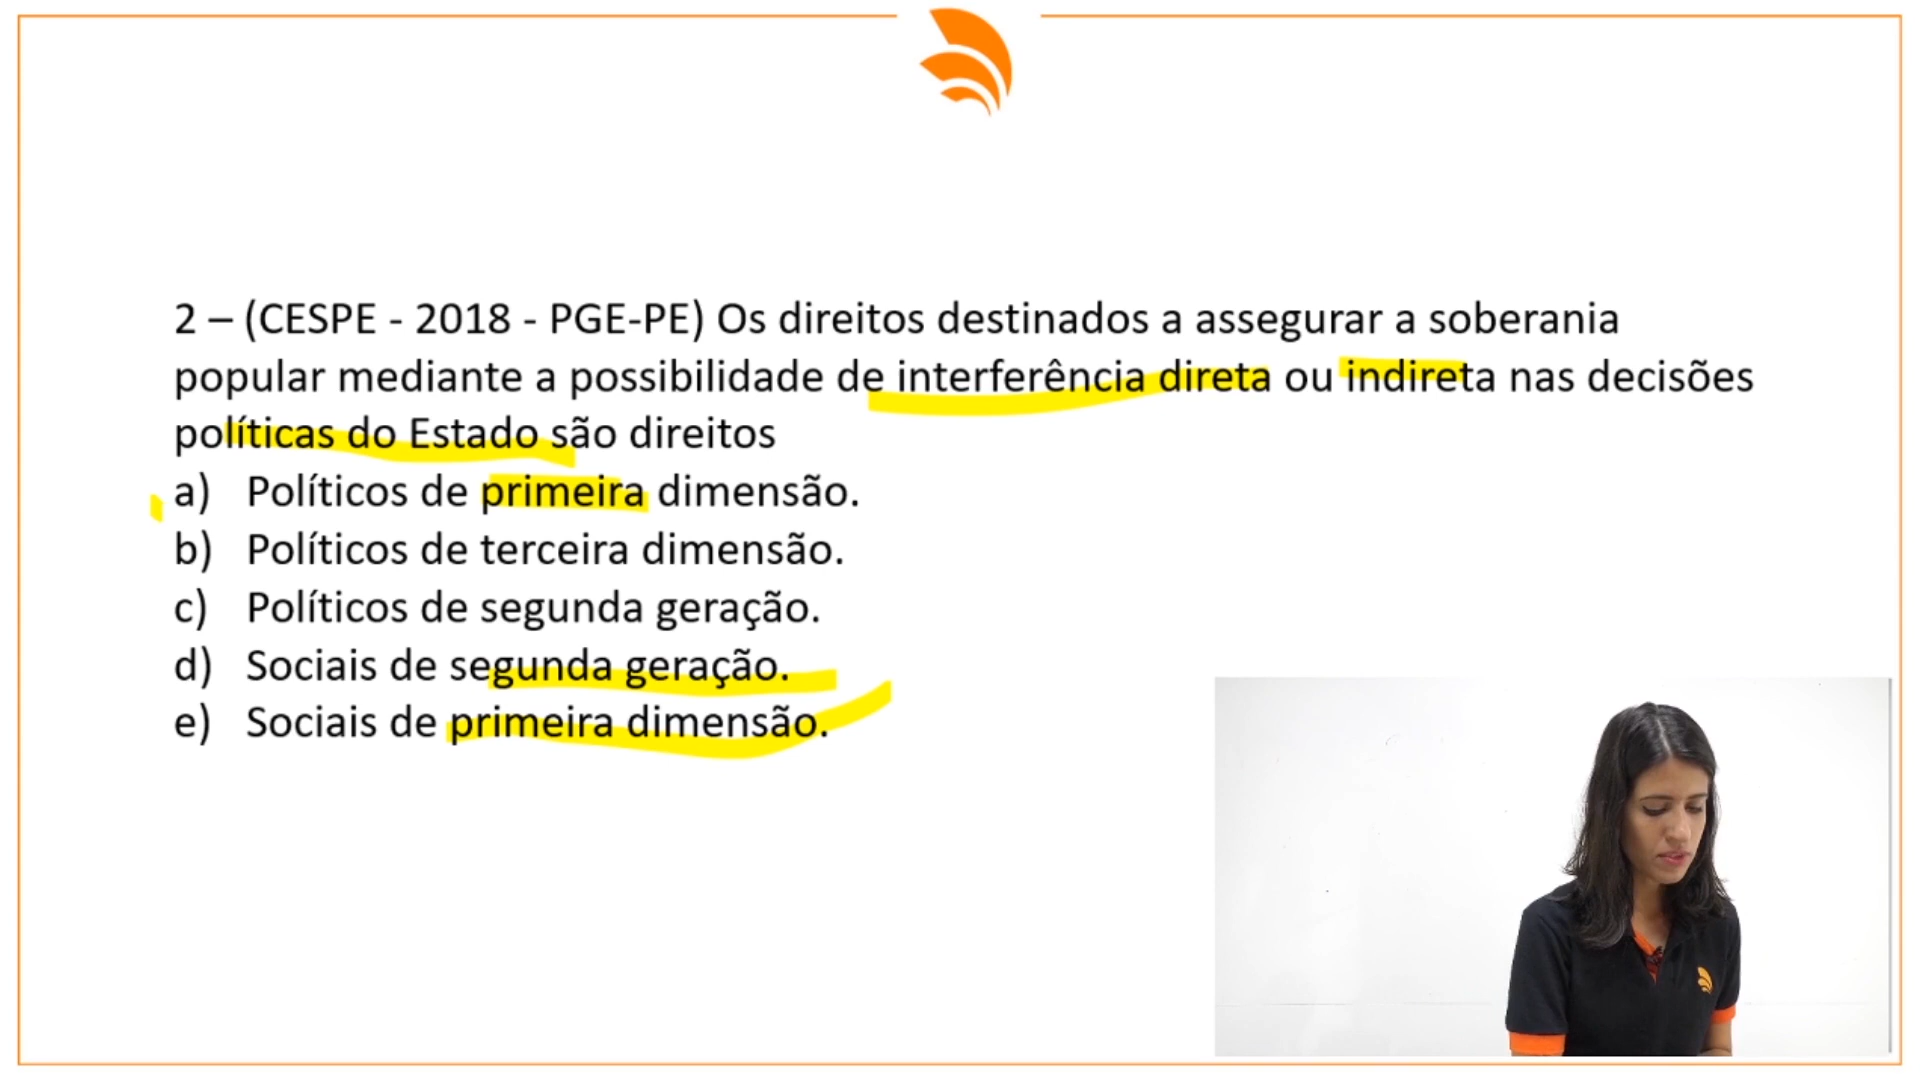 2 – (CESPE - 2018 - PGE-PE) Os direitos destinados a assegurar a soberania
popular mediante a possibilidade de interferência direta ou indireta nas decisões
políticas do Estado são direitos
a) Políticos de primeira dimensão.
b) Políticos de terceira dimensão.
c) Políticos de segunda geração.
d) Sociais de segunda geração.
e) Sociais de primeira dimensão.